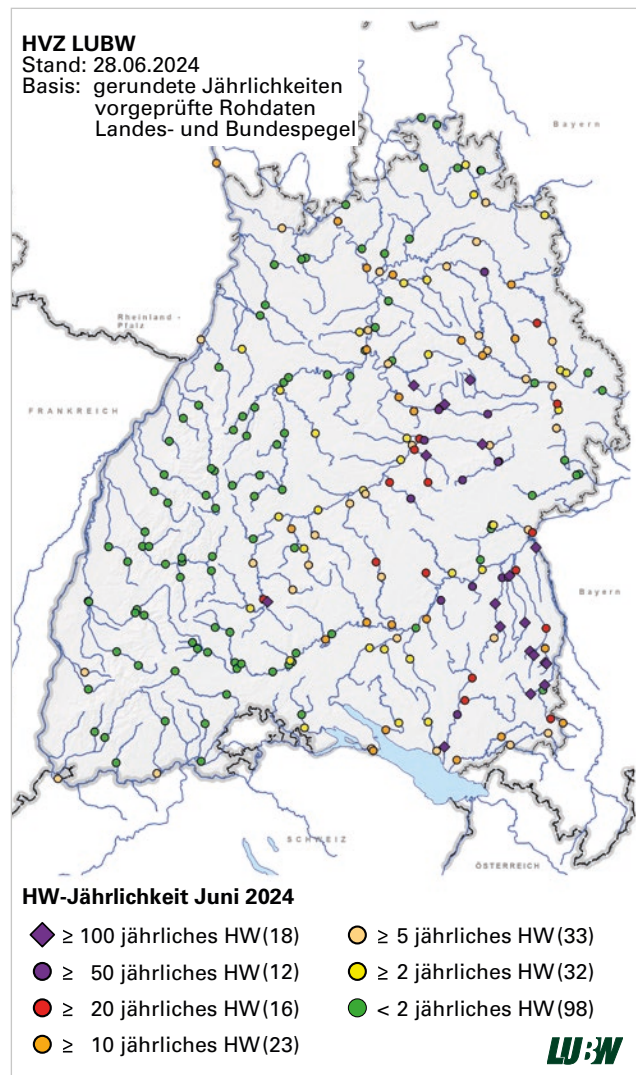 HVZ LUBW
Stand: 28.06.2024
Basis: gerundete Jährlichkeiten
vorgeprüfte Rohdaten
Landes- und Bundespegel
Bayern
Rheinland -
Pfalz
FRANKREICH
Bayern
SCHWEIZ
ÖSTERREICH
HW-Jährlichkeit Juni 2024
≥ 100 jährliches HW(18)
≥ 50 jährliches HW(12)
≥ 20 jährliches HW(16)
≥ 10 jährliches HW(23)
≥ 5 jährliches HW(33)
≥ 2 jährliches HW(32)
< 2 jährliches HW(98)
LUBW